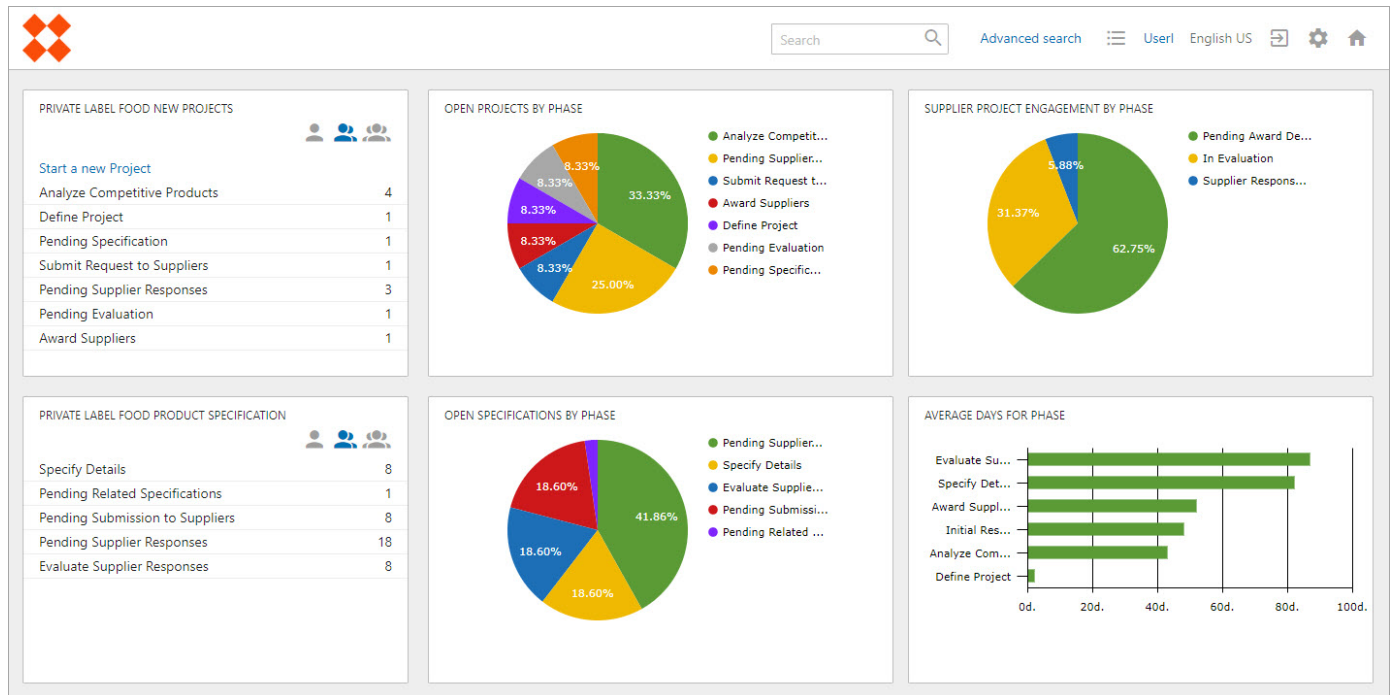 Search
Advanced search
UserI
English US
PRIVATE LABEL FOOD NEW PROJECTS
Start a new Project
Analyze Competitive Products 4
Define Project 1
Pending Specification 1
Submit Request to Suppliers 1
Pending Supplier Responses 3
Pending Evaluation 1
Award Suppliers 1
OPEN PROJECTS BY PHASE
33.33%
25.00%
8.33%
8.33%
8.33%
8.33%
8.33%
Analyze Competit...
Pending Supplier...
Submit Request t...
Award Suppliers
Define Project
Pending Evaluation
Pending Specific...
SUPPLIER PROJECT ENGAGEMENT BY PHASE
5.88%
31.37%
62.75%
Pending Award De...
In Evaluation
Supplier Respons...
PRIVATE LABEL FOOD PRODUCT SPECIFICATION
Specify Details 8
Pending Related Specifications 1
Pending Submission to Suppliers 8
Pending Supplier Responses 18
Evaluate Supplier Responses 8
OPEN SPECIFICATIONS BY PHASE
18.60%
41.86%
18.60%
18.60%
Pending Supplier...
Specify Details
Evaluate Supplie...
Pending Submissi...
Pending Related ...
AVERAGE DAYS FOR PHASE
Evaluate Su...
Specify Det...
Award Suppl...
Initial Res...
Analyze Com...
Define Project
0d. 20d. 40d. 60d. 80d. 100d.